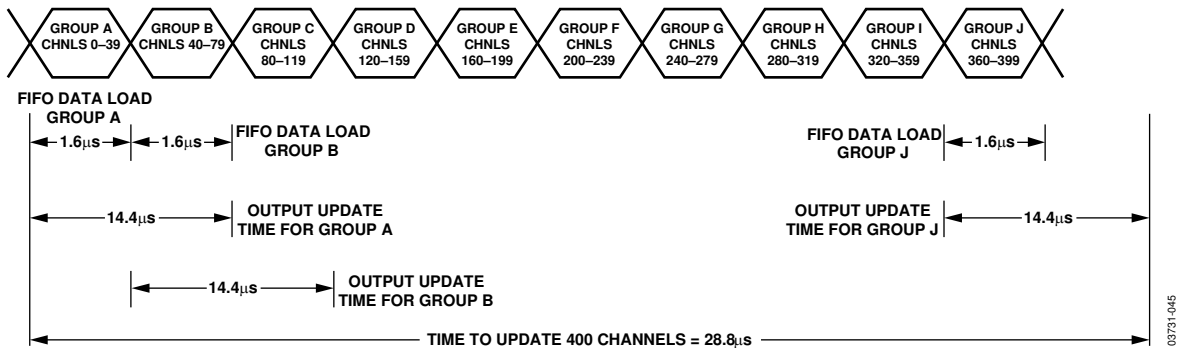 GROUP A
CHNLS 0–39
GROUP B
CHNLS 40–79
GROUP C
CHNLS
80–119
GROUP D
CHNLS
120–159
GROUP E
CHNLS
160–199
GROUP F
CHNLS
200–239
GROUP G
CHNLS
240–279
GROUP H
CHNLS
280–319
GROUP I
CHNLS
320–359
GROUP J
CHNLS
360–399
FIFO DATA LOAD
GROUP A
1.6μs
1.6μs
FIFO DATA LOAD
GROUP B
FIFO DATA LOAD
GROUP J
1.6μs
14.4μs
OUTPUT UPDATE
TIME FOR GROUP A
OUTPUT UPDATE
TIME FOR GROUP J
14.4μs
14.4μs
OUTPUT UPDATE
TIME FOR GROUP B
TIME TO UPDATE 400 CHANNELS = 28.8μs
03731-045